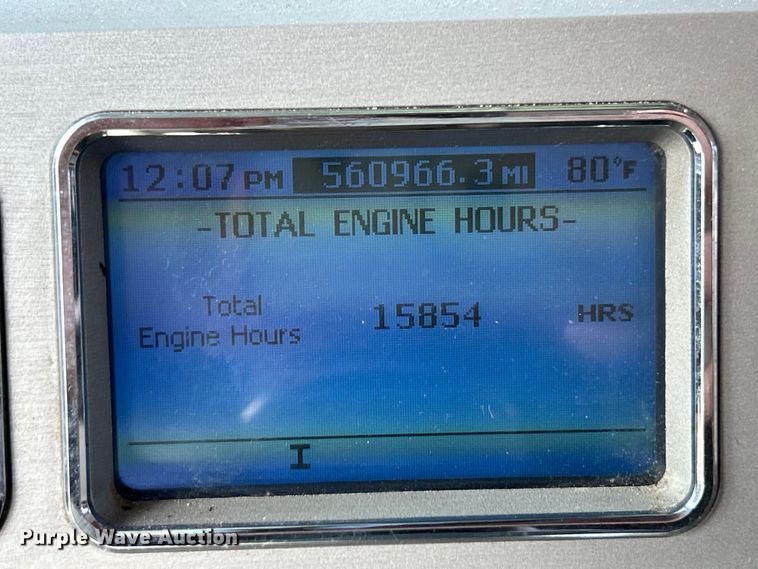 12:07 PM 560966.3 MI 80°F
-TOTAL ENGINE HOURS-
Total
Engine Hours 15854 HRS
I
Purple Wave Auction